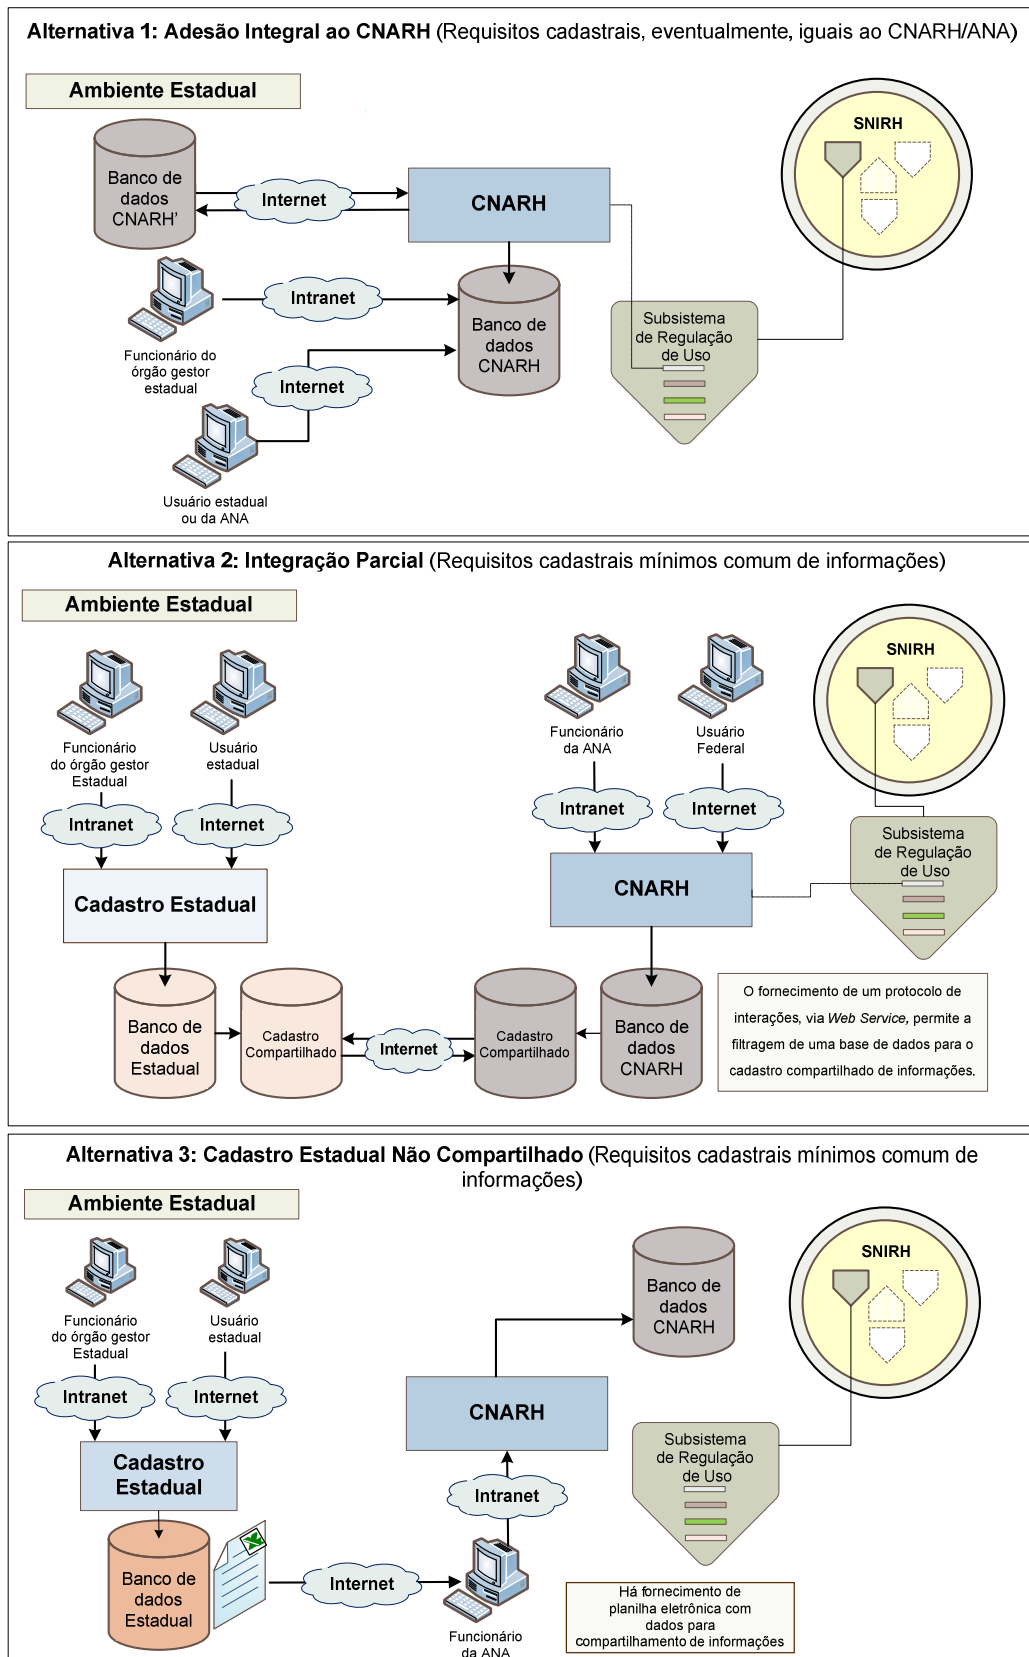 Alternativa 1: Adesão Integral ao CNARH (Requisitos cadastrais, eventualmente, iguais ao CNARH/ANA)
Ambiente Estadual
Banco de
dados
CNARH'
Internet
CNARH
SNIRH
Funcionário do
órgão gestor
estadual
Intranet
Banco de
dados
CNARH
Subsistema
de Regulação
de Uso
Internet
Usuário estadual
ou da ANA
Alternativa 2: Integração Parcial (Requisitos cadastrais mínimos comum de informações)
Ambiente Estadual
SNIRH
Funcionário
do órgão gestor
Estadual
Usuário
estadual
Funcionário
da ANA
Usuário
Federal
Intranet
Internet
Intranet
Internet
Subsistema
de Regulação
de Uso
Cadastro Estadual
CNARH
Banco de
dados
Estadual
Cadastro
Compartilhado
Internet
Cadastro
Compartilhado
Banco de
dados
CNARH
O fornecimento de um protocolo de
interações, via Web Service, permite a
filtragem de uma base de dados para o
cadastro compartilhado de informações.
Alternativa 3: Cadastro Estadual Não Compartilhado (Requisitos cadastrais mínimos comum de
informações)
Ambiente Estadual
SNIRH
Funcionário
do órgão gestor
Estadual
Usuário
estadual
Banco de
dados
CNARH
Intranet
Internet
CNARH
Cadastro
Estadual
Subsistema
de Regulação
de Uso
Intranet
Banco de
dados
Estadual
Internet
Funcionário
da ANA
Há fornecimento de
planilha eletrônica com
dados para
compartilhamento de informações